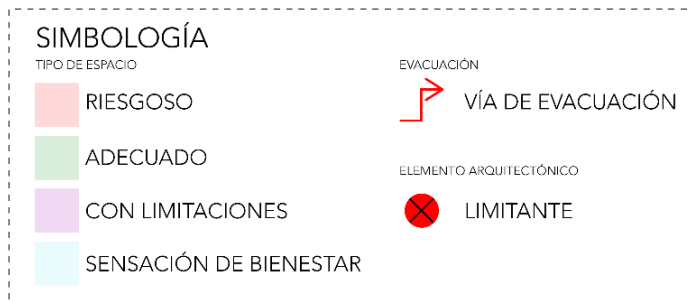 SIMBOLOGÍA
TIPO DE ESPACIO
RIESGOSO
ADECUADO
CON LIMITACIONES
SENSACIÓN DE BIENESTAR
EVACUACIÓN
VÍA DE EVACUACIÓN
ELEMENTO ARQUITECTÓNICO
LIMITANTE